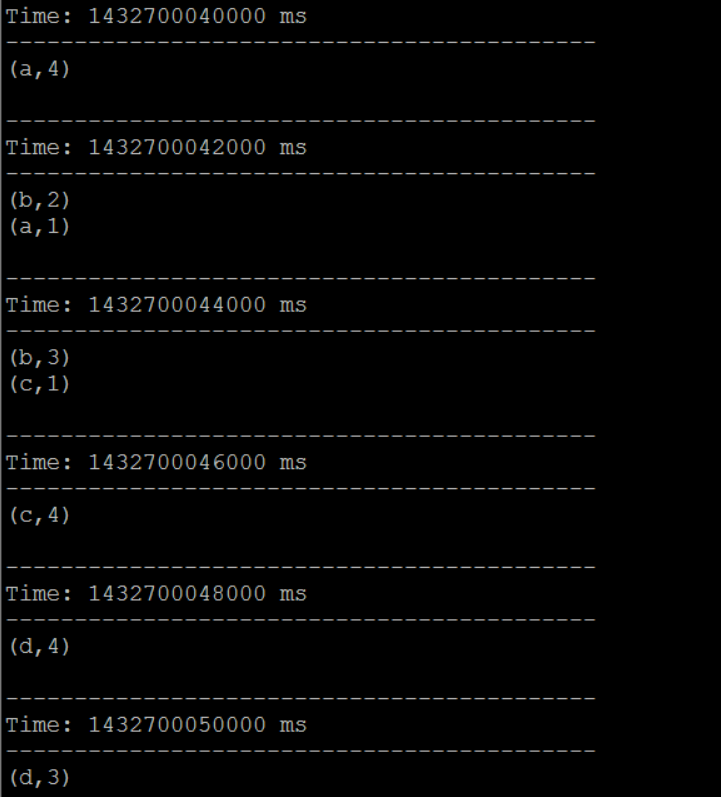 Time: 1432700040000 ms
-------------------------------------------
(a,4)
-------------------------------------------
Time: 1432700042000 ms
-------------------------------------------
(b,2)
(a,1)
-------------------------------------------
Time: 1432700044000 ms
-------------------------------------------
(b,3)
(c,1)
-------------------------------------------
Time: 1432700046000 ms
-------------------------------------------
(c,4)
-------------------------------------------
Time: 1432700048000 ms
-------------------------------------------
(d,4)
-------------------------------------------
Time: 1432700050000 ms
-------------------------------------------
(d,3)